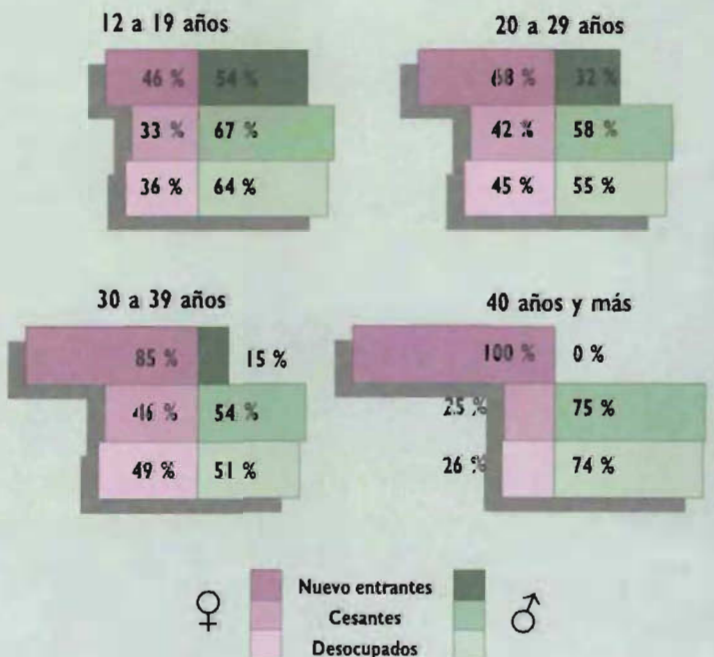 12 a 19 años
46 % 54 %
33 % 67 %
36 % 64 %
20 a 29 años
68 % 32 %
42 % 58 %
45 % 55 %
30 a 39 años
85 % 15 %
46 % 54 %
49 % 51 %
40 años y más
100 % 0 %
25 % 75 %
26 % 74 %
♀ Nuevo entrantes ♂
Cesantes
Desocupados